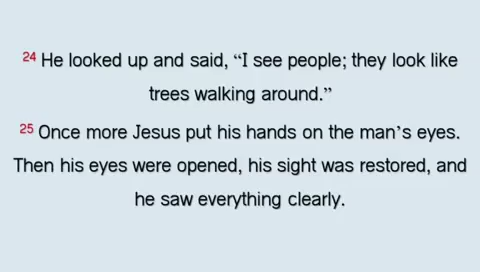 24 He looked up and said, “I see people; they look like
trees walking around.”
25 Once more Jesus put his hands on the man’s eyes.
Then his eyes were opened, his sight was restored, and
he saw everything clearly.